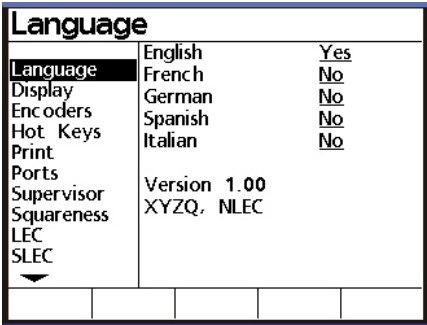 Language
Language
Display
Encoders
Hot Keys
Print
Ports
Supervisor
Squareness
LEC
SLEC
English Yes
French No
German No
Spanish No
Italian No
Version 1.00
XYZQ, NLEC